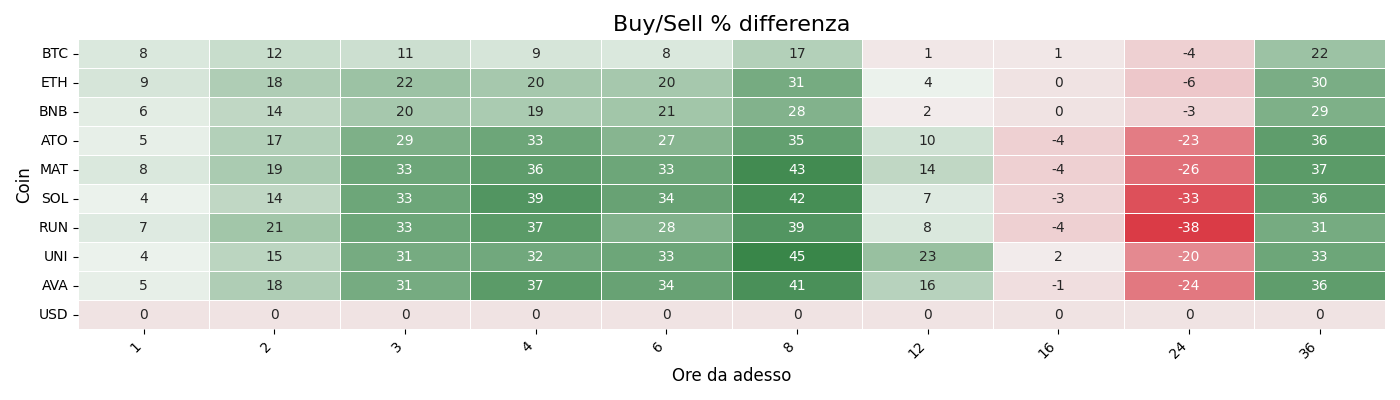 Buy/Sell % differenza
Coin
BTC 8 12 11 9 8 17 1 1 -4 22
ETH 9 18 22 20 20 31 4 0 -6 30
BNB 6 14 20 19 21 28 2 0 -3 29
ATO 5 17 29 33 27 35 10 -4 -23 36
MAT 8 19 33 36 33 43 14 -4 -26 37
SOL 4 14 33 39 34 42 7 -3 -33 36
RUN 7 21 33 37 28 39 8 -4 -38 31
UNI 4 15 31 32 33 45 23 2 -20 33
AVA 5 18 31 37 34 41 16 -1 -24 36
USD 0 0 0 0 0 0 0 0 0 0
1 2 3 4 6 8 12 16 24 36
Ore da adesso